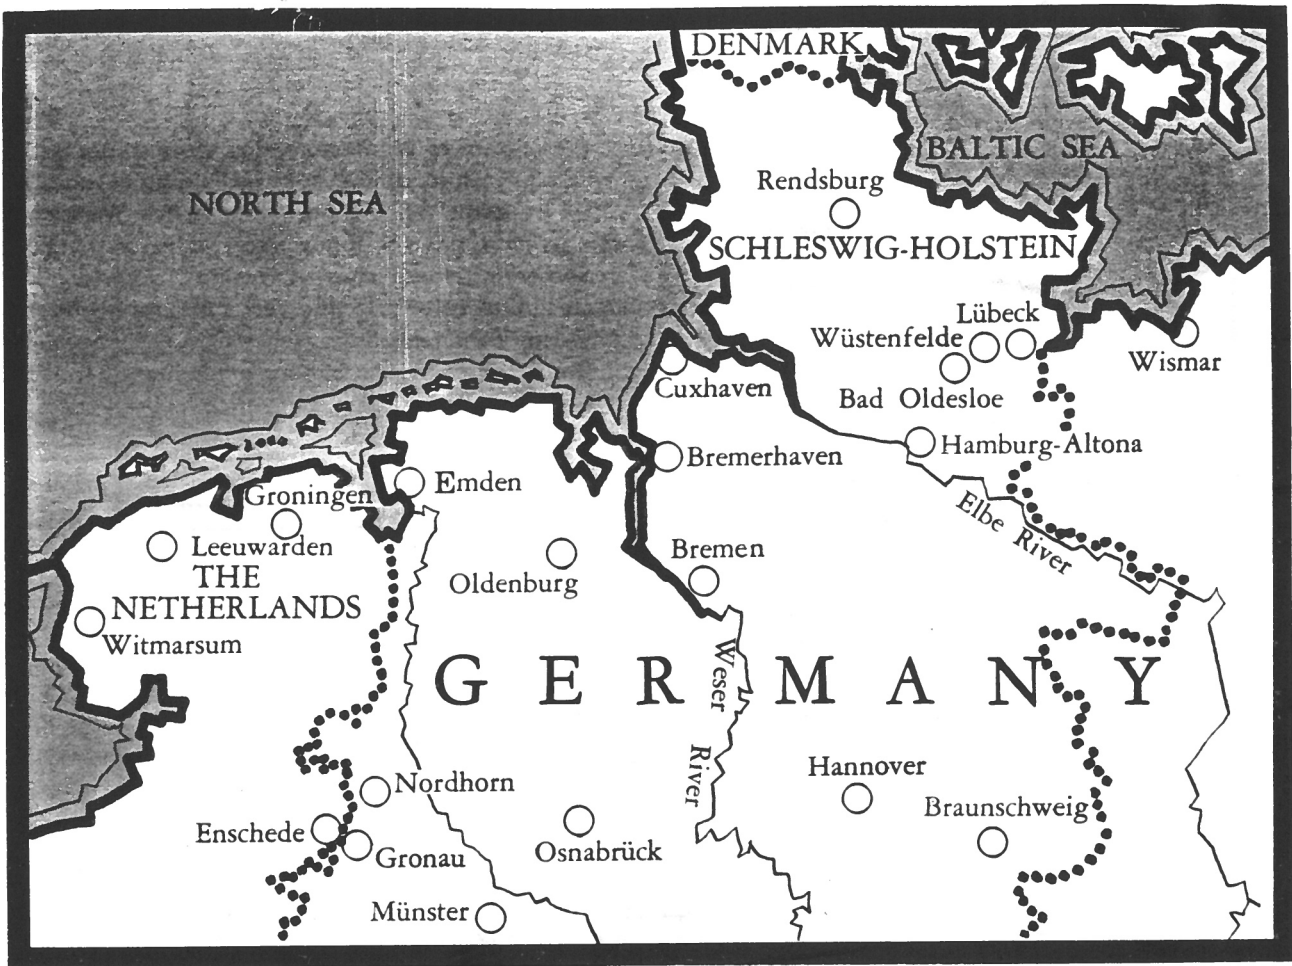 DENMARK
BALTIC SEA
Rendsburg
NORTH SEA
SCHLESWIG-HOLSTEIN
Lübeck
Wüstenfelde
Wismar
Cuxhaven
Bad Oldesloe
Hamburg-Altona
Bremerhaven
Emden
Groningen
Elbe River
Leeuwarden
Bremen
THE
NETHERLANDS
Oldenburg
Witmarsum
GERMANY
Weser River
Hannover
Nordhorn
Braunschweig
Enschede
Gronau
Osnabrück
Münster